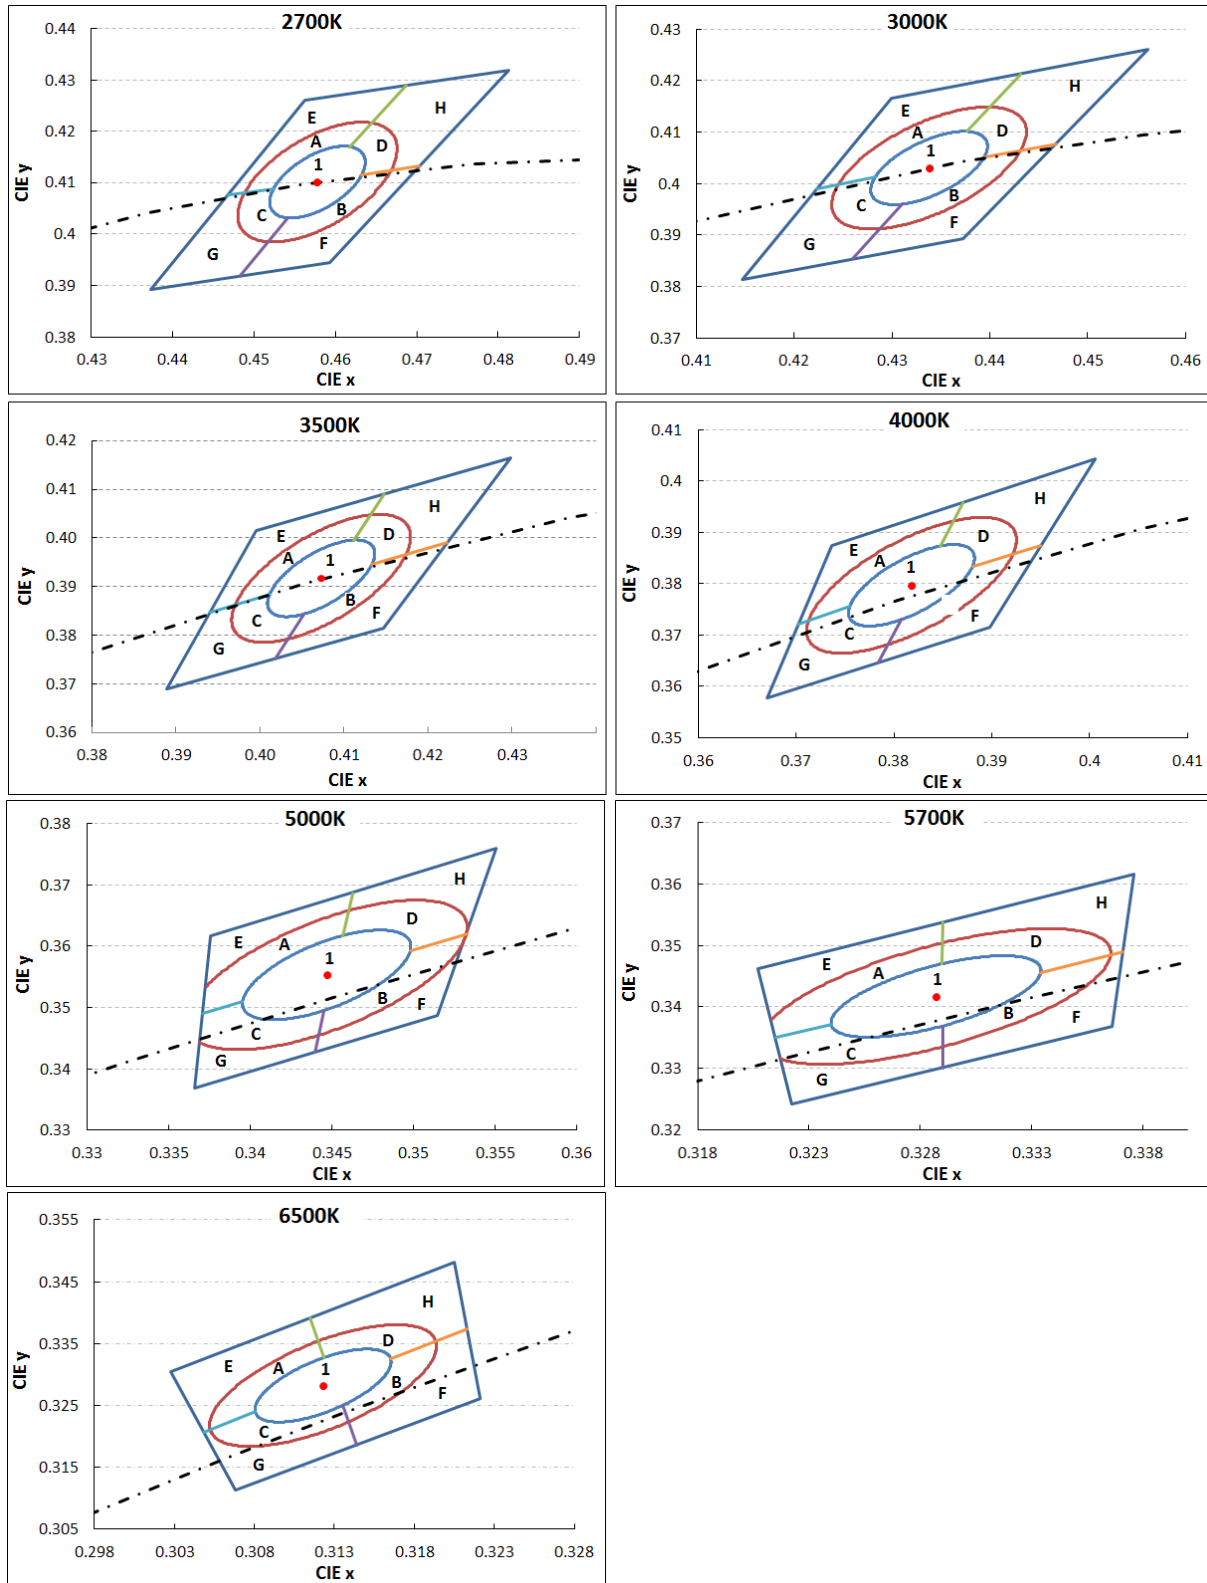 2700K
0.44
0.43
0.42
0.41
0.4
0.39
0.38
CIE y
E
H
A
D
1
C
B
F
G
0.43 0.44 0.45 0.46 0.47 0.48 0.49
CIE x
3000K
0.43
0.42
0.41
0.4
0.39
0.38
0.37
CIE y
H
E
A
D
1
C
B
F
G
0.41 0.42 0.43 0.44 0.45 0.46
CIE x
3500K
0.42
0.41
0.40
0.39
0.38
0.37
0.36
CIE y
H
E
D
A
1
B
C
F
G
0.38 0.39 0.40 0.41 0.42 0.43
CIE x
4000K
0.41
0.4
0.39
0.38
0.37
0.36
0.35
CIE y
H
E
D
A
1
C
F
G
0.36 0.37 0.38 0.39 0.4 0.41
CIE x
5000K
0.38
0.37
0.36
0.35
0.34
0.33
CIE y
H
D
E
A
1
B
F
C
G
0.33 0.335 0.34 0.345 0.35 0.355 0.36
CIE x
5700K
0.37
0.36
0.35
0.34
0.33
0.32
CIE y
H
D
E
A
1
B
F
C
G
0.318 0.323 0.328 0.333 0.338
CIE x
6500K
0.355
0.345
0.335
0.325
0.315
0.305
CIE y
H
D
E
A
1
B
F
C
G
0.298 0.303 0.308 0.313 0.318 0.323 0.328
CIE x